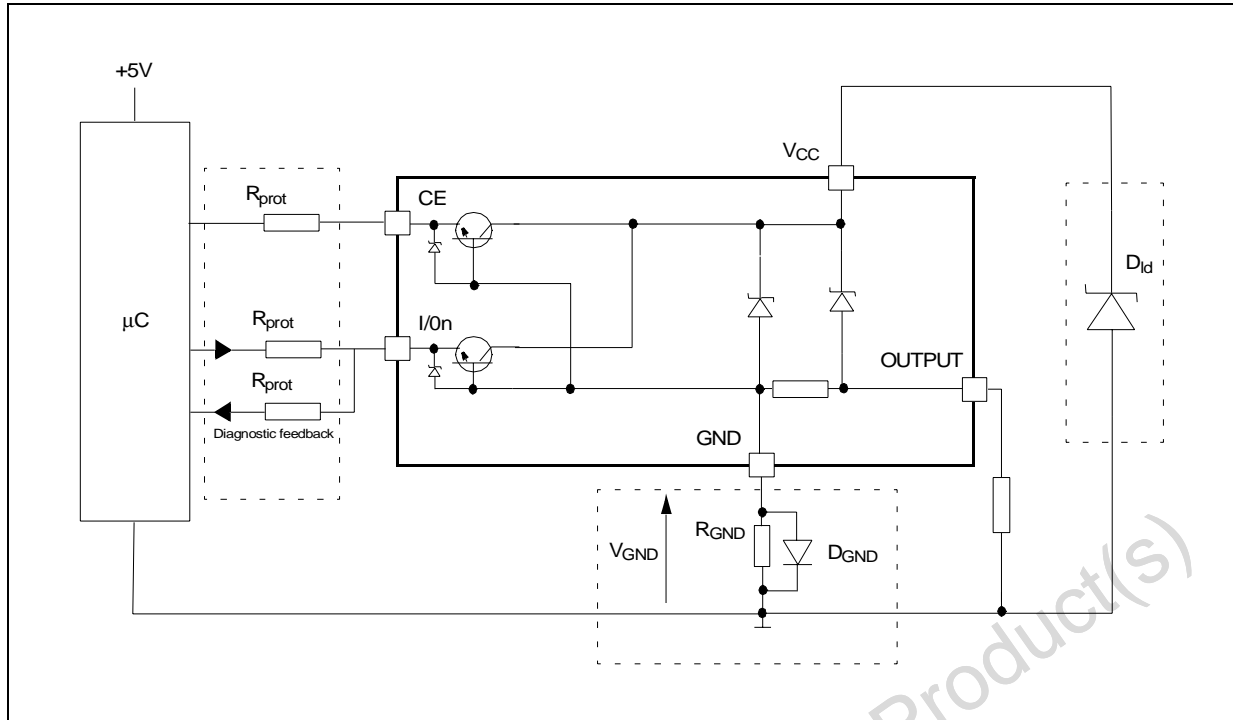 +5V
VCC
Rprot
CE
Dld
μC
Rprot
I/0n
OUTPUT
Rprot
Diagnostic feedback
GND
RGND
VGND
DGND
Product(s)